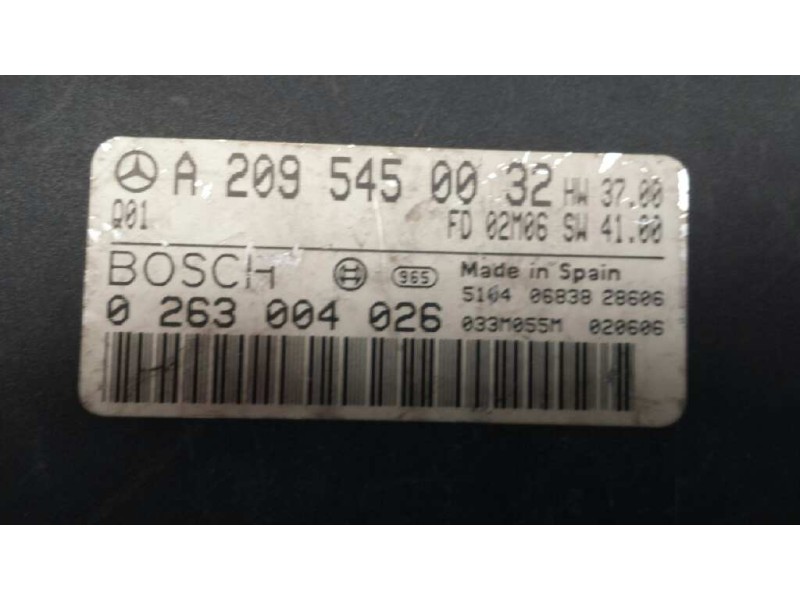 A 209 545 00 32 HW 37.00
Q01 FD 02M06 SW 41.00
BOSCH 965 Made in Spain
5104 06838 28606
0 263 004 026 033M055M 020606